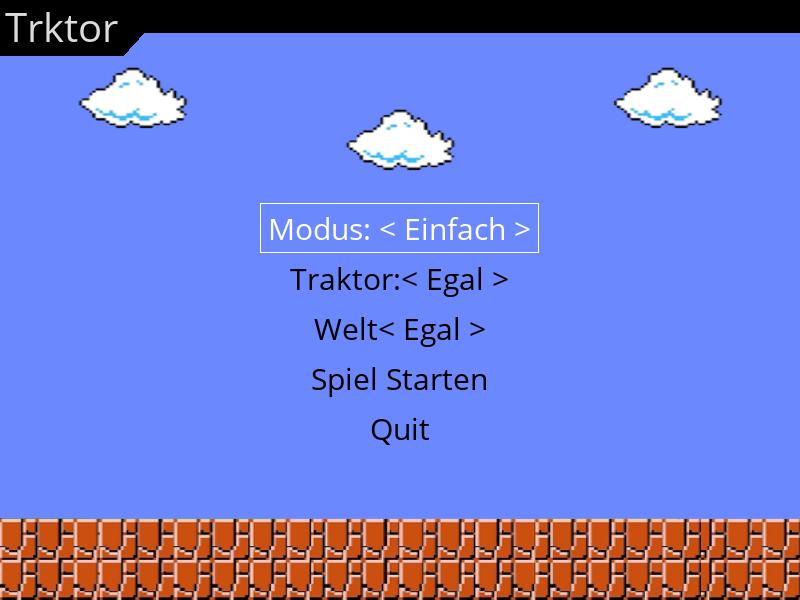 Trktor
Modus: < Einfach >
Traktor:< Egal >
Welt< Egal >
Spiel Starten
Quit